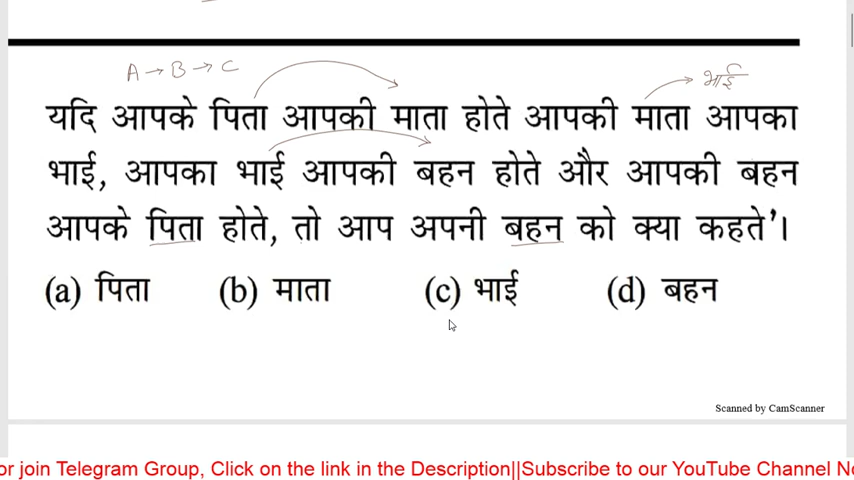 A → B → C
भाई
यदि आपके पिता आपकी माता होते आपकी माता आपका
भाई, आपका भाई आपकी बहन होते और आपकी बहन
आपके पिता होते, तो आप अपनी बहन को क्या कहते'।
(a) पिता (b) माता (c) भाई (d) बहन
Scanned by CamScanner
or join Telegram Group, Click on the link in the Description||Subscribe to our YouTube Channel No